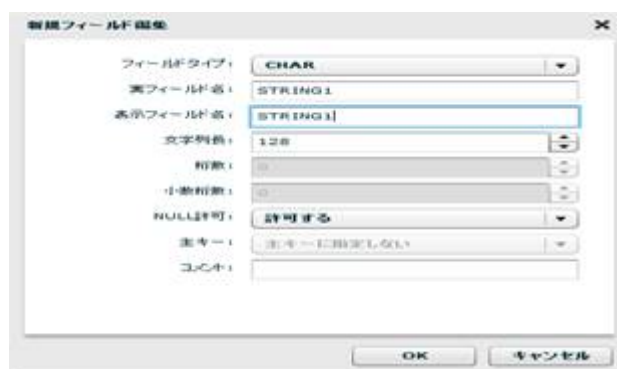 新規フィールド編集
フィールドタイプ: CHAR
実フィールド名: STRING1
表示フィールド名: STRING1
文字列長: 128
桁数: 0
小数桁数: 0
NULL許可: 許可する
主キー: 主キーに指定しない
コメント:
OK キャンセル